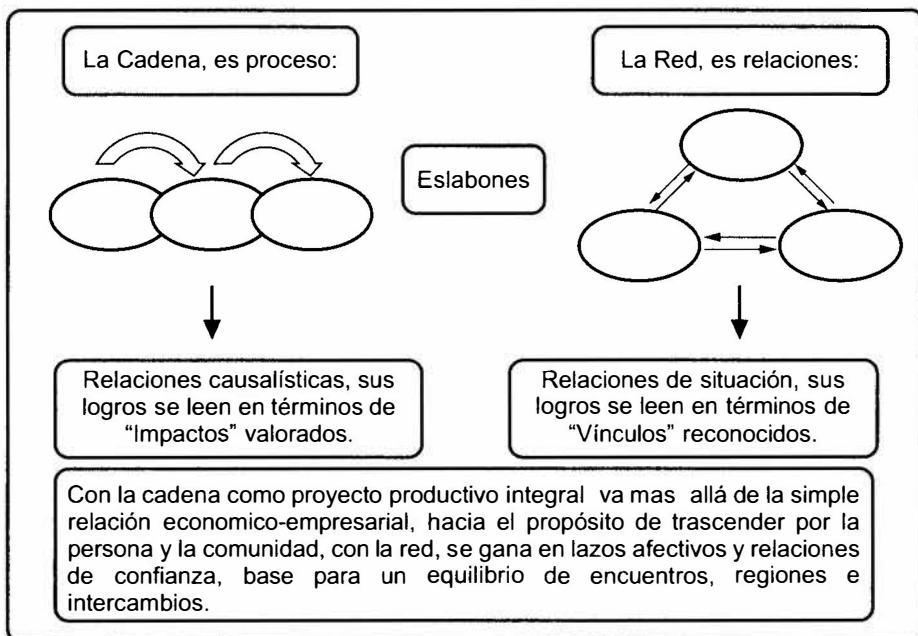 La Cadena, es proceso:
La Red, es relaciones:
Eslabones
Relaciones causalísticas, sus
logros se leen en términos de
“Impactos” valorados.
Relaciones de situación, sus
logros se leen en términos de
“Vínculos” reconocidos.
Con la cadena como proyecto productivo integral va mas allá de la simple
relación economico-empresarial, hacia el propósito de trascender por la
persona y la comunidad, con la red, se gana en lazos afectivos y relaciones
de confianza, base para un equilibrio de encuentros, regiones e
intercambios.